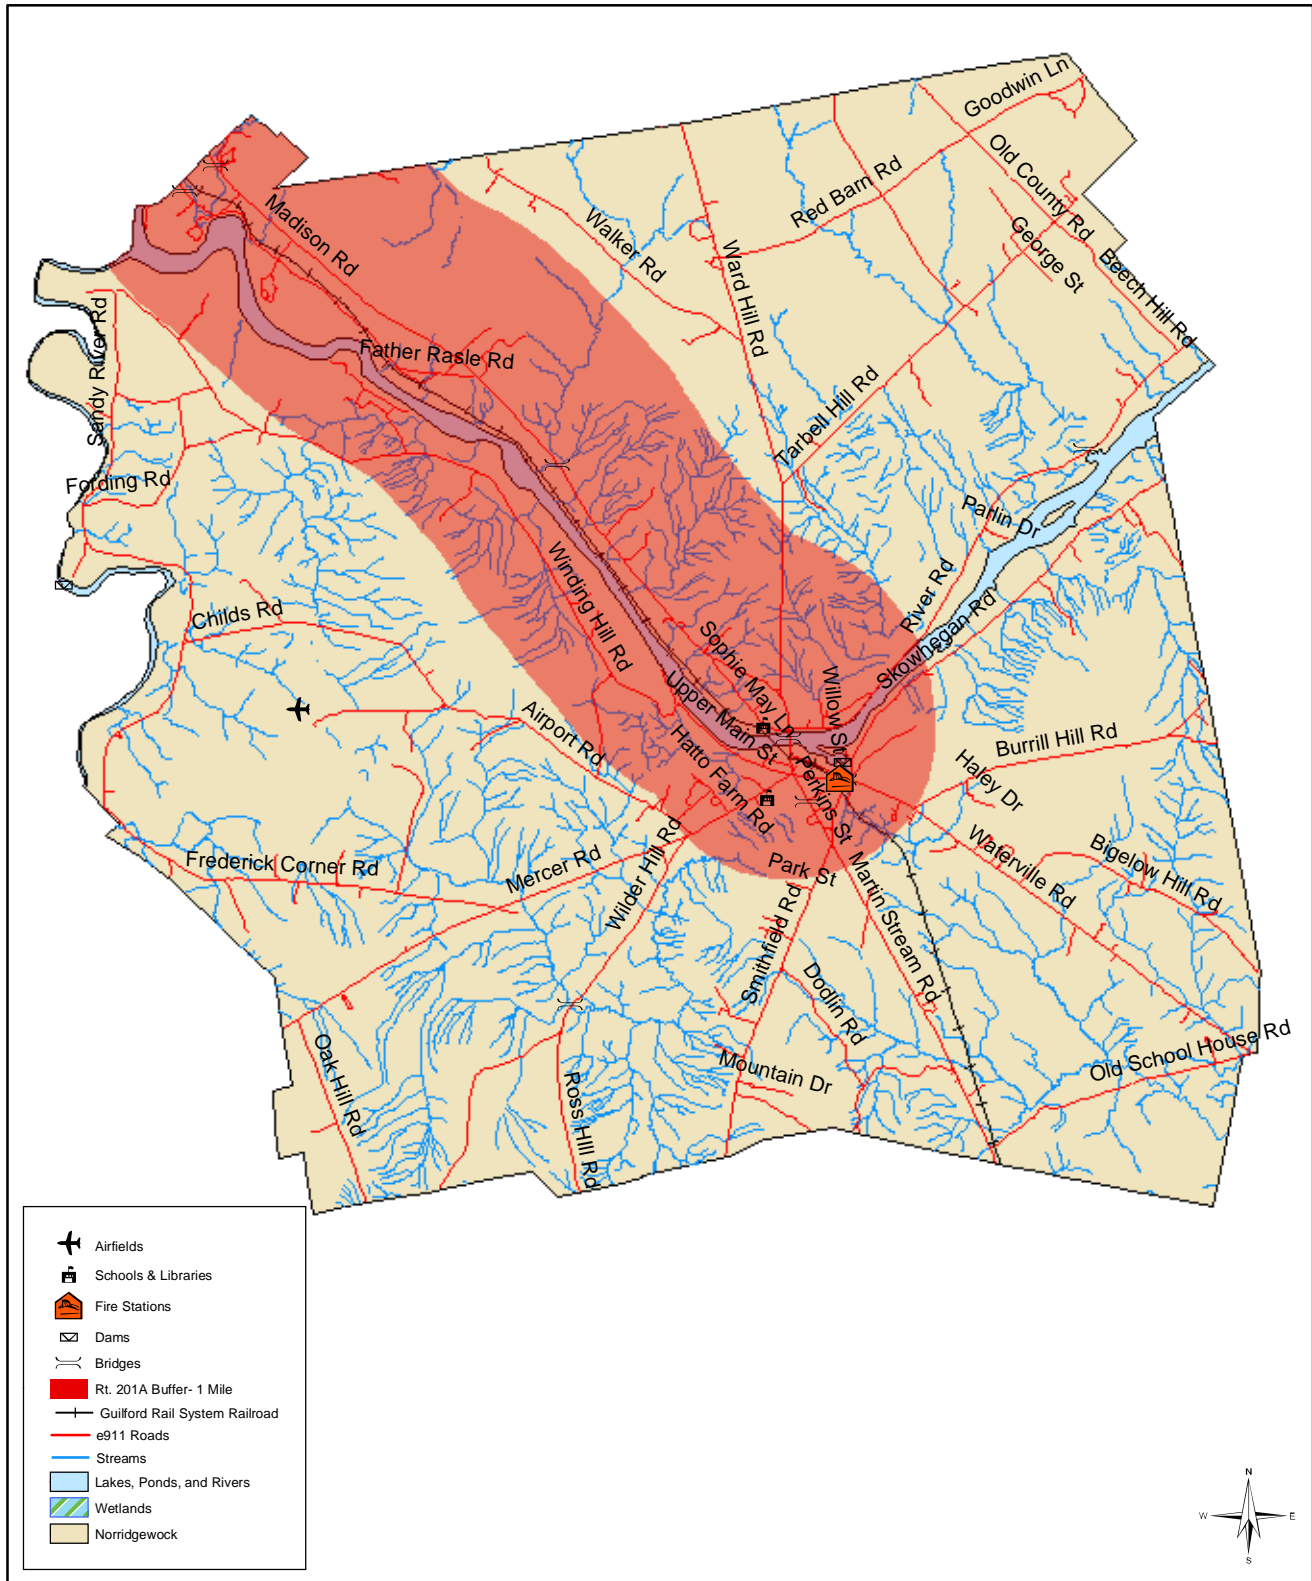 Goodwin Ln
Old County Rd
Red Barn Rd
George St
Beech Hill Rd
Madison Rd
Walker Rd
Ward Hill Rd
Sandy River Rd
Father Rasle Rd
Tarbell Hill Rd
Fording Rd
Parlin Dr
Winding Hill Rd
River Rd
Childs Rd
Skowhegan Rd
Sophie May Ln
Upper Main St
Willow St
Airport Rd
Hatto Farm Rd
Perkins St
Burrill Hill Rd
Haley Dr
Frederick Corner Rd
Mercer Rd
Wilder Hill Rd
Park St
Martin Stream Rd
Waterville Rd
Bigelow Hill Rd
Smithfield Rd
Dodlin Rd
Oak Hill Rd
Ross Hill Rd
Mountain Dr
Old School House Rd
Airfields
Schools & Libraries
Fire Stations
Dams
Bridges
Rt. 201A Buffer- 1 Mile
Guilford Rail System Railroad
e911 Roads
Streams
Lakes, Ponds, and Rivers
Wetlands
Norridgewock
N
W E
S